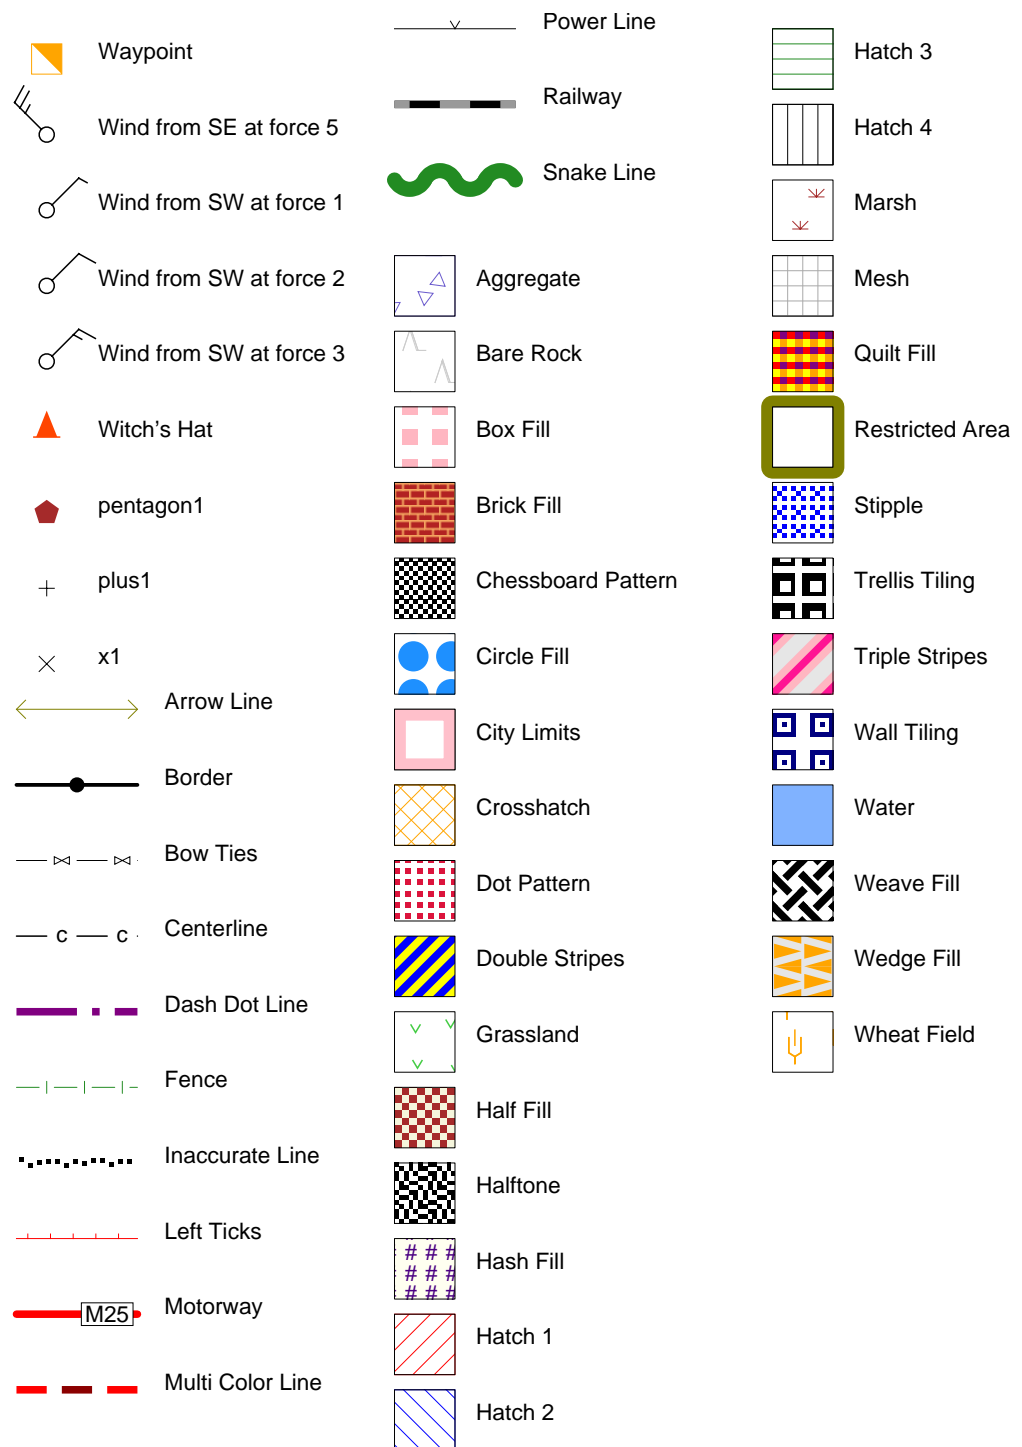 Waypoint
Wind from SE at force 5
Wind from SW at force 1
Wind from SW at force 2
Wind from SW at force 3
Witch's Hat
pentagon1
plus1
x1
Arrow Line
Border
Bow Ties
c c Centerline
Dash Dot Line
Fence
Inaccurate Line
Left Ticks
M25 Motorway
Multi Color Line
Power Line
Railway
Snake Line
Aggregate
Bare Rock
Box Fill
Brick Fill
Chessboard Pattern
Circle Fill
City Limits
Crosshatch
Dot Pattern
Double Stripes
Grassland
Half Fill
Halftone
# #
# # Hash Fill
# #
Hatch 1
Hatch 2
Hatch 3
Hatch 4
Marsh
Mesh
Quilt Fill
Restricted Area
Stipple
Trellis Tiling
Triple Stripes
Wall Tiling
Water
Weave Fill
Wedge Fill
Wheat Field